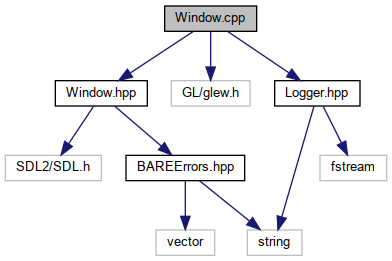 Window.cpp
Window.hpp
GL/glew.h
Logger.hpp
SDL2/SDL.h
BAREErrors.hpp
fstream
vector
string